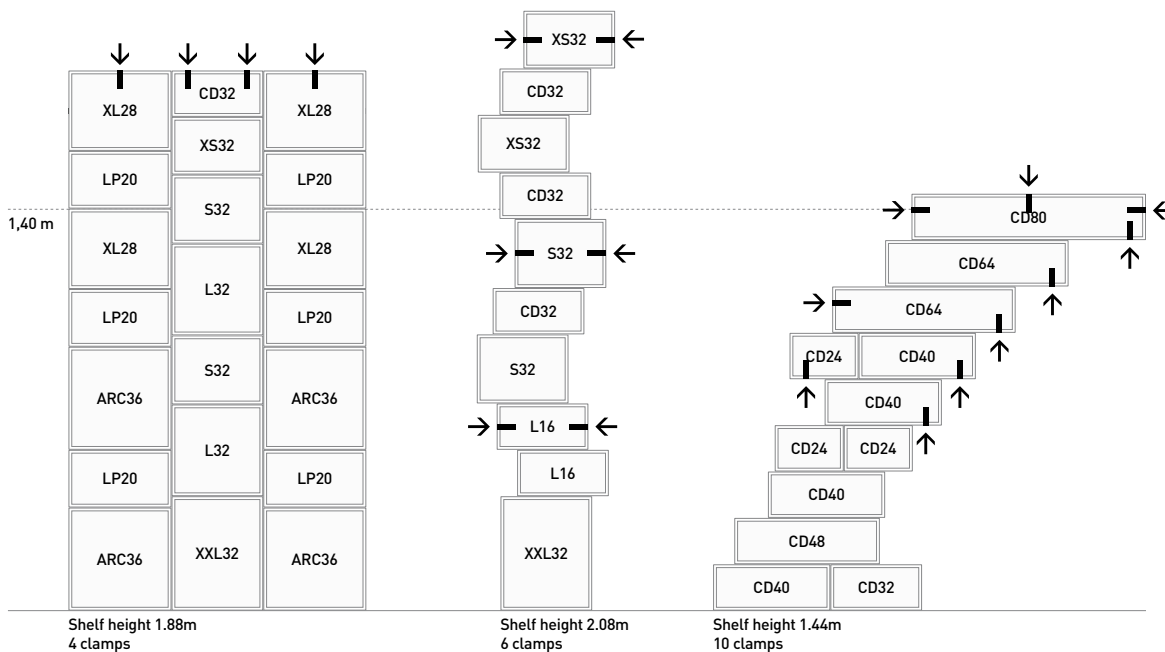 XS32
CD32
XL28
CD32
XL28
XS32
XS32
LP20
LP20
CD32
S32
1,40 m
CD80
XL28
XL28
S32
CD64
L32
CD32
CD64
LP20
LP20
CD24
CD40
S32
S32
ARC36
ARC36
CD40
L16
L32
CD24
CD24
L16
LP20
LP20
CD40
CD48
ARC36
XXL32
ARC36
XXL32
CD40
CD32
Shelf height 1.88m
4 clamps
Shelf height 2.08m
6 clamps
Shelf height 1.44m
10 clamps